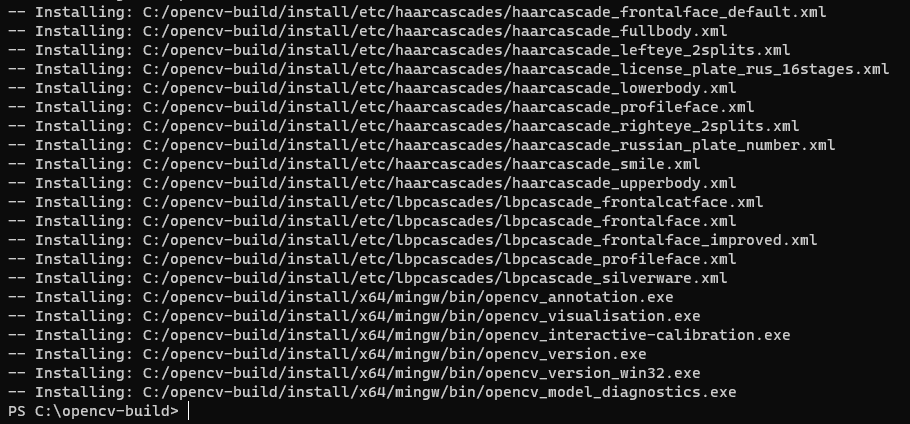 -- Installing: C:/opencv-build/install/etc/haarcascades/haarcascade_frontalface_default.xml
-- Installing: C:/opencv-build/install/etc/haarcascades/haarcascade_fullbody.xml
-- Installing: C:/opencv-build/install/etc/haarcascades/haarcascade_lefteye_2splits.xml
-- Installing: C:/opencv-build/install/etc/haarcascades/haarcascade_license_plate_rus_16stages.xml
-- Installing: C:/opencv-build/install/etc/haarcascades/haarcascade_lowerbody.xml
-- Installing: C:/opencv-build/install/etc/haarcascades/haarcascade_profileface.xml
-- Installing: C:/opencv-build/install/etc/haarcascades/haarcascade_righteye_2splits.xml
-- Installing: C:/opencv-build/install/etc/haarcascades/haarcascade_russian_plate_number.xml
-- Installing: C:/opencv-build/install/etc/haarcascades/haarcascade_smile.xml
-- Installing: C:/opencv-build/install/etc/haarcascades/haarcascade_upperbody.xml
-- Installing: C:/opencv-build/install/etc/lbpcascades/lbpcascade_frontalcatface.xml
-- Installing: C:/opencv-build/install/etc/lbpcascades/lbpcascade_frontalface.xml
-- Installing: C:/opencv-build/install/etc/lbpcascades/lbpcascade_frontalface_improved.xml
-- Installing: C:/opencv-build/install/etc/lbpcascades/lbpcascade_profileface.xml
-- Installing: C:/opencv-build/install/etc/lbpcascades/lbpcascade_silverware.xml
-- Installing: C:/opencv-build/install/x64/mingw/bin/opencv_annotation.exe
-- Installing: C:/opencv-build/install/x64/mingw/bin/opencv_visualisation.exe
-- Installing: C:/opencv-build/install/x64/mingw/bin/opencv_interactive-calibration.exe
-- Installing: C:/opencv-build/install/x64/mingw/bin/opencv_version.exe
-- Installing: C:/opencv-build/install/x64/mingw/bin/opencv_version_win32.exe
-- Installing: C:/opencv-build/install/x64/mingw/bin/opencv_model_diagnostics.exe
PS C:\opencv-build>